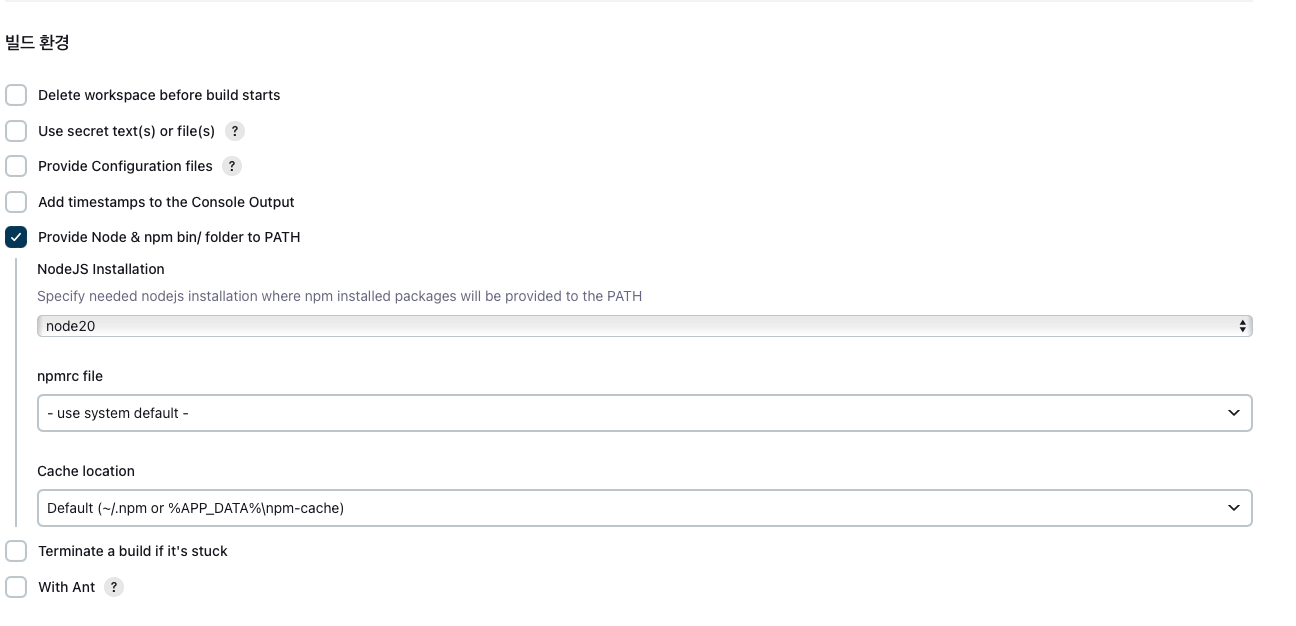 빌드 환경
Delete workspace before build starts
Use secret text(s) or file(s) ?
Provide Configuration files ?
Add timestamps to the Console Output
Provide Node & npm bin/ folder to PATH
NodeJS Installation
Specify needed nodejs installation where npm installed packages will be provided to the PATH
node20
npmrc file
- use system default -
Cache location
Default (~/.npm or %APP_DATA%\npm-cache)
Terminate a build if it's stuck
With Ant ?